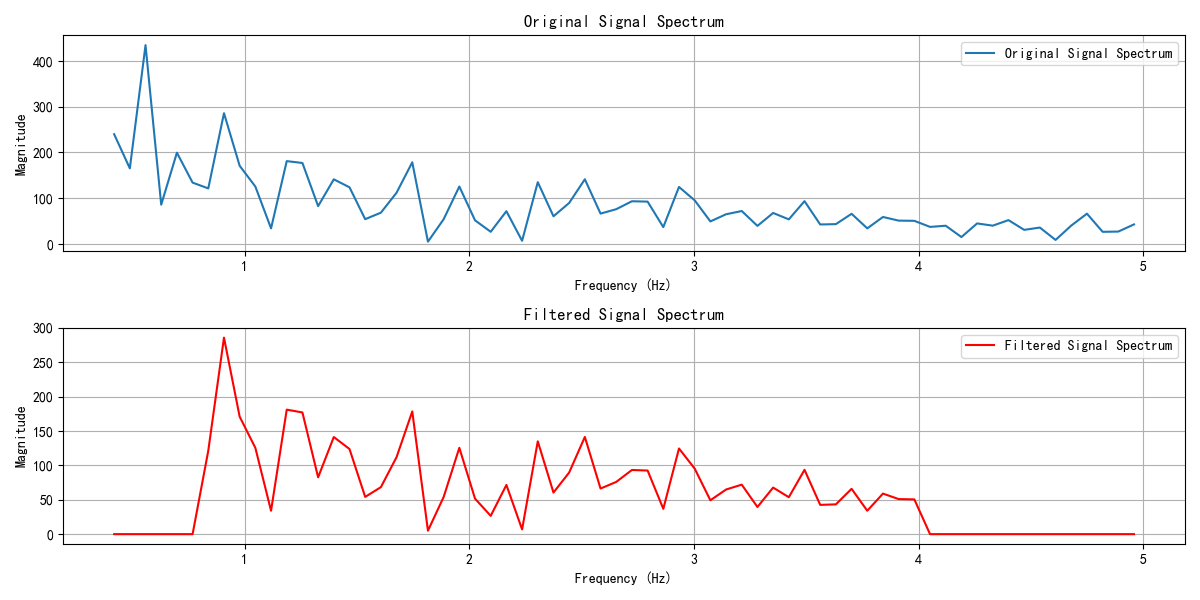 Original Signal Spectrum
Original Signal Spectrum
Magnitude
400
300
200
100
0
1
2
3
4
5
Frequency (Hz)
Filtered Signal Spectrum
Filtered Signal Spectrum
Magnitude
300
250
200
150
100
50
0
1
2
3
4
5
Frequency (Hz)